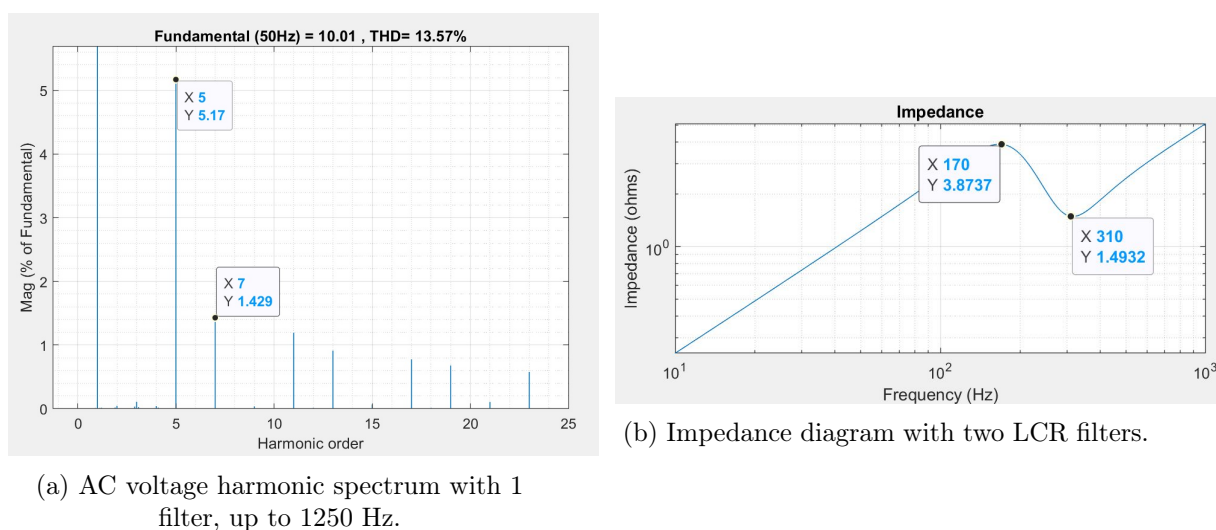 Fundamental (50Hz) = 10.01 , THD= 13.57%
Mag (% of Fundamental)
5
4
3
2
1
0
X 5
Y 5.17
X 7
Y 1.429
0 5 10 15 20 25
Harmonic order
(a) AC voltage harmonic spectrum with 1
filter, up to 1250 Hz.
Impedance
Impedance (ohms)
10^0
X 170
Y 3.8737
X 310
Y 1.4932
10^1 10^2 10^3
Frequency (Hz)
(b) Impedance diagram with two LCR filters.